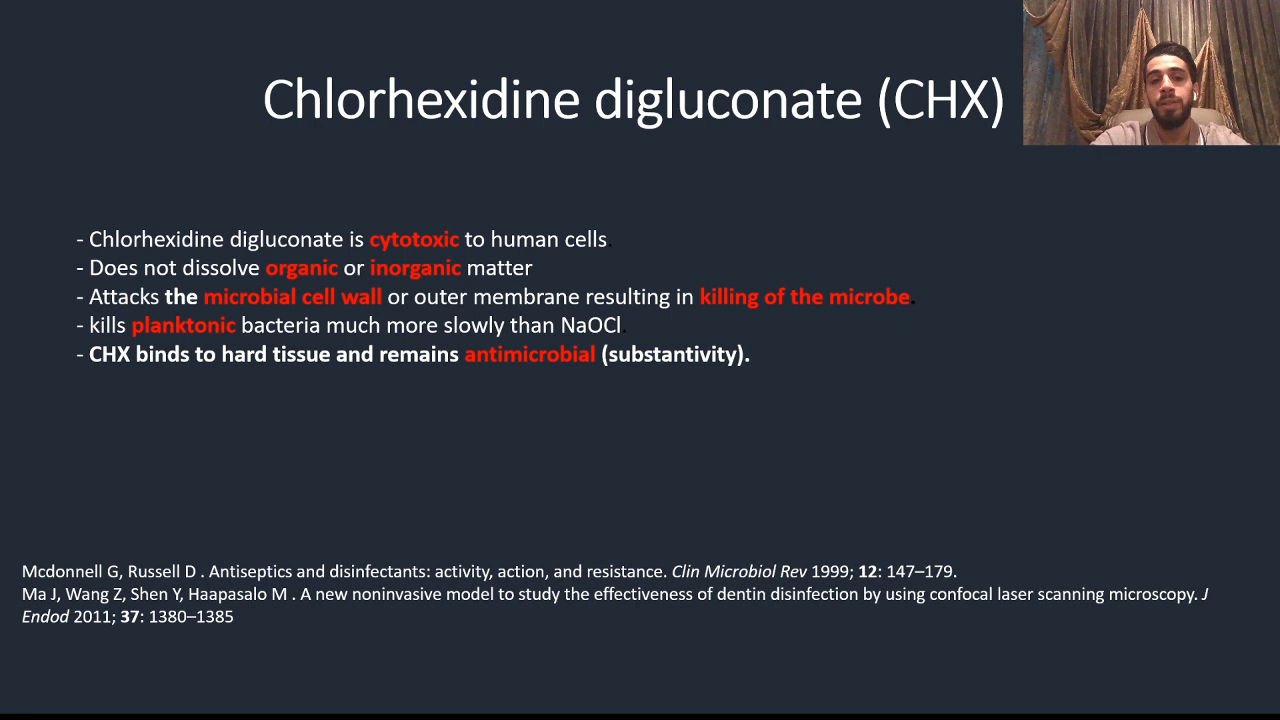 Chlorhexidine digluconate (CHX)
- Chlorhexidine digluconate is cytotoxic to human cells.
- Does not dissolve organic or inorganic matter
- Attacks the microbial cell wall or outer membrane resulting in killing of the microbe.
- kills planktonic bacteria much more slowly than NaOCl.
- CHX binds to hard tissue and remains antimicrobial (substantivity).
Mcdonnell G, Russell D . Antiseptics and disinfectants: activity, action, and resistance. Clin Microbiol Rev 1999; 12: 147–179.
Ma J, Wang Z, Shen Y, Haapasalo M . A new noninvasive model to study the effectiveness of dentin disinfection by using confocal laser scanning microscopy. J
Endod 2011; 37: 1380–1385